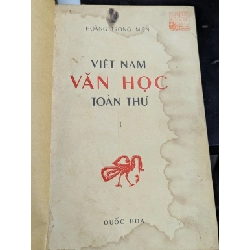 HOÀNG TRỌNG MIÊN
VIỆT NAM
VĂN HỌC
TOÀN THƯ
I
QUỐC HOA